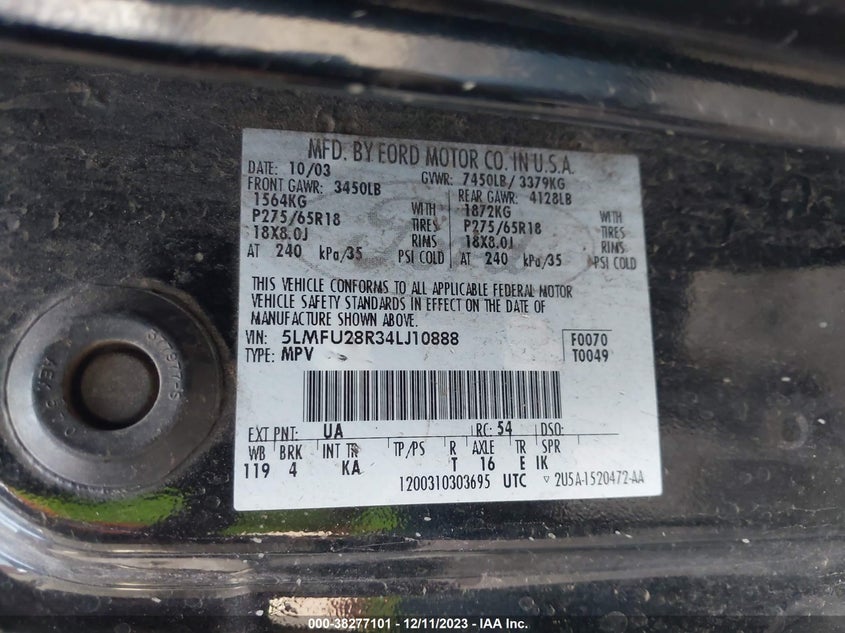 MFD. BY FORD MOTOR CO. IN U.S.A.
DATE: 10/03 GVWR: 7450LB/ 3379KG
FRONT GAWR: 3450LB REAR GAWR: 4128LB
1564KG WITH 1872KG WITH
P275/65R18 TIRES P275/65R18 TIRES
18X8.0J RIMS 18X8.0J RIMS
AT 240 kPa/35 PSI COLD AT 240 kPa/35 PSI COLD
THIS VEHICLE CONFORMS TO ALL APPLICABLE FEDERAL MOTOR
VEHICLE SAFETY STANDARDS IN EFFECT ON THE DATE OF
MANUFACTURE SHOWN ABOVE.
VIN: 5LMFU28R34LJ10888 F0070
TYPE: MPV T0049
EXT PNT: UA RC: 54 DSO:
WB BRK INT TR TP/PS R AXLE TR SPR
119 4 KA T 16 E IK
1200310303695 UTC ▽ 2U5A-1520472-AA
000-38277101 - 12/11/2023 - IAA Inc.